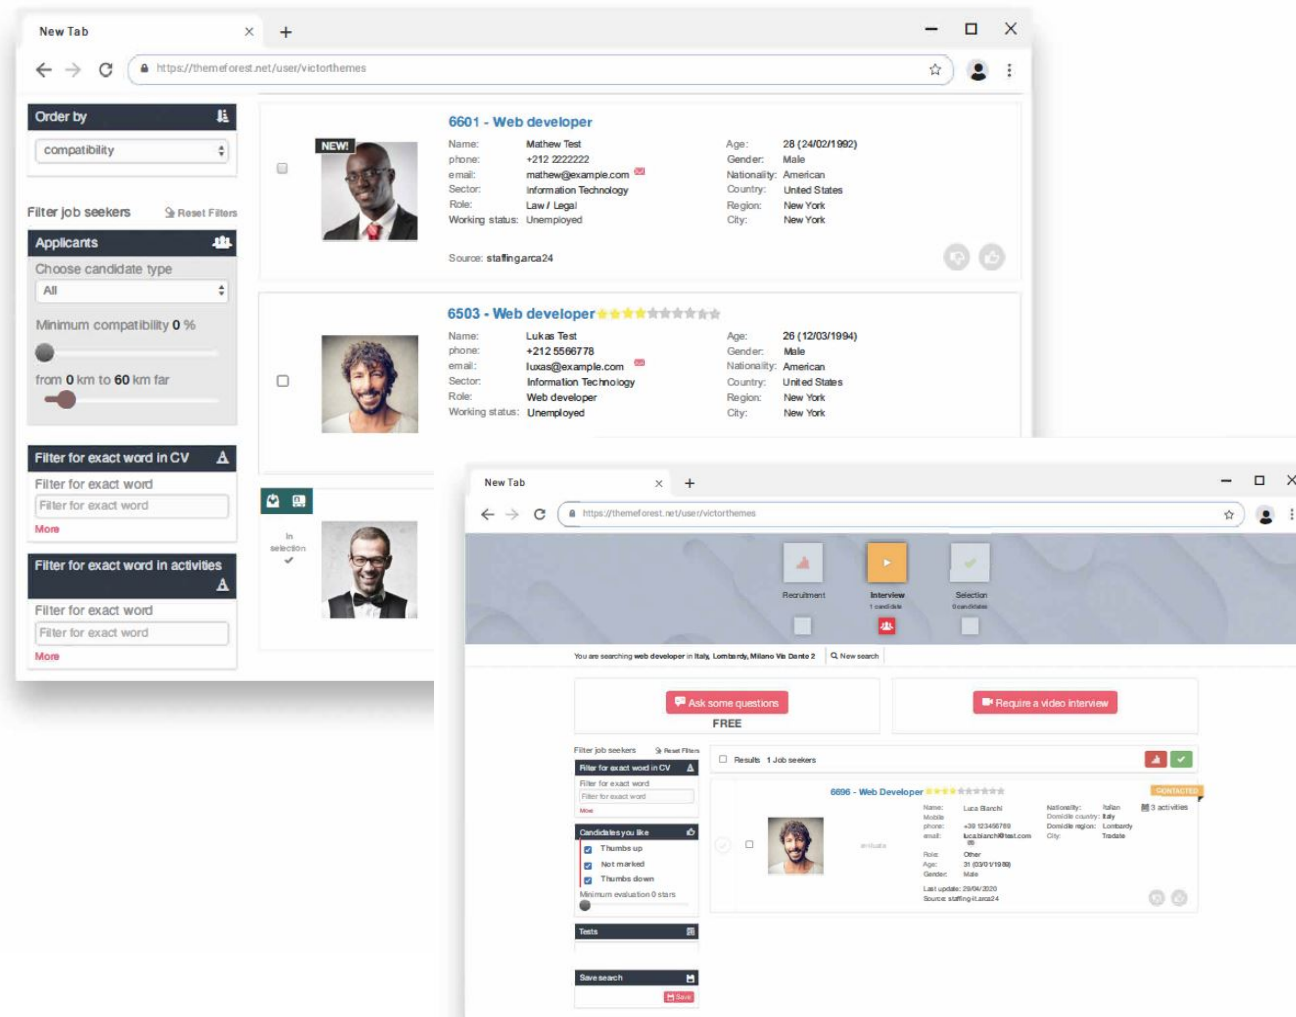 New Tab
https://themeforest.net/user/victorthemes
Order by
compatibility
Filter job seekers Reset Filters
Applicants
Choose candidate type
All
Minimum compatibility 0 %
from 0 km to 60 km far
Filter for exact word in CV
Filter for exact word
Filter for exact word
More
Filter for exact word in activities
Filter for exact word
Filter for exact word
More
NEW!
6601 - Web developer
Name: Mathew Test Age: 28 (24/02/1992)
phone: +212 2222222 Gender: Male
email: mathew@example.com Nationality: American
Sector: Information Technology Country: United States
Role: Law / Legal Region: New York
Working status: Unemployed City: New York
Source: staffing.arca24
6503 - Web developer
Name: Lukas Test Age: 26 (12/03/1994)
phone: +212 5566778 Gender: Male
email: luxas@example.com Nationality: American
Sector: Information Technology Country: United States
Role: Web developer Region: New York
Working status: Unemployed City: New York
In
selection
New Tab
https://themeforest.net/user/victorthemes
Recruitment Interview Selection
1 candidate 0 candidates
You are searching web developer in Italy, Lombardy, Milano Via Dante 2 New search
Ask some questions
FREE
Require a video interview
Filter job seekers Reset Filters
Filter for exact word in CV
Filter for exact word
Filter for exact word
More
Candidates you like
Thumbs up
Not marked
Thumbs down
Minimum evaluation 0 stars
Tests
Save search
Save
Results 1 Job seekers
6696 - Web Developer
CONTACTED
3 activities
evaluate
Name: Luca Bianchi Nationality: Italian
Mobile Domicile country: Italy
phone: +39 123456789 Domicile region: Lombardy
email: luca.bianchi@test.com City: Tradate
Role: Other
Age: 31 (03/01/1989)
Gender: Male
Last update: 29/04/2020
Source: staffing-it.arca24